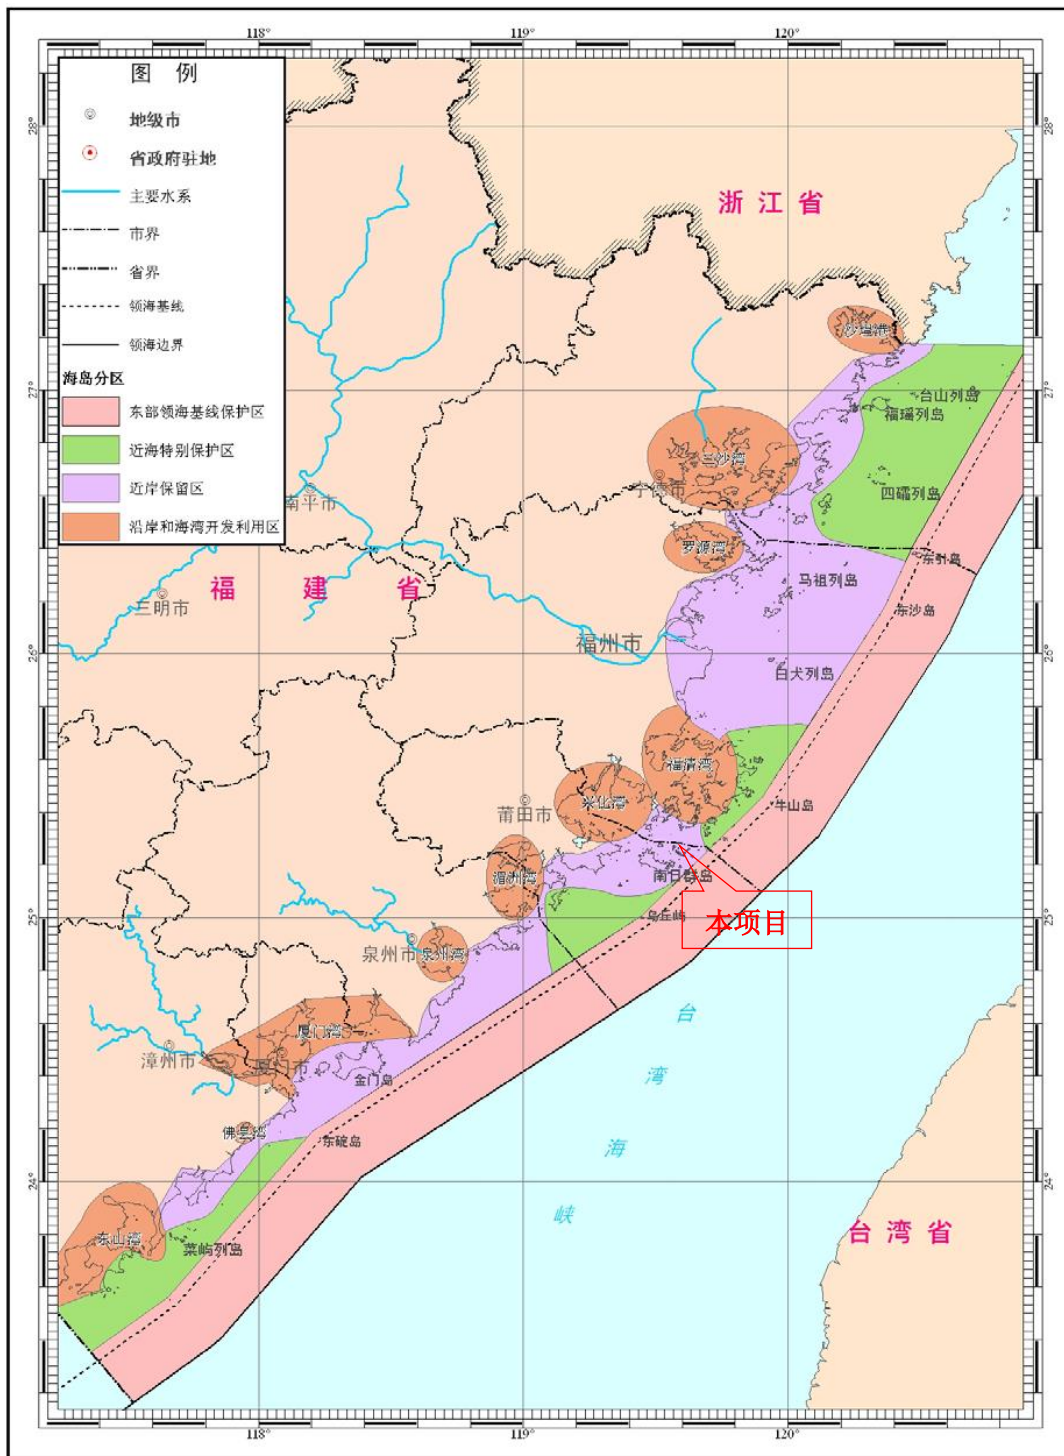 118°
119°
120°
图 例
地级市
省政府驻地
主要水系
市界
省界
领海基线
领海边界
海岛分区
东部领海基线保护区
近海特别保护区
近岸保留区
沿岸和海湾开发利用区
28°
28°
浙江省
沙埕港
27°
27°
台山列岛
福瑶列岛
三沙湾
宁德市
四礵列岛
南平市
罗源湾
东引岛
马祖列岛
福建省
三明市
东沙岛
福州市
26°
26°
白犬列岛
福清湾
兴化湾
牛山岛
莆田市
湄洲湾
南日群岛
乌丘屿
本项目
25°
25°
泉州市
泉州湾
台湾海峡
厦门湾
漳州市
厦门市
金门岛
佛昙湾
东碇岛
24°
24°
东山湾
菜屿列岛
台湾省
118°
119°
120°